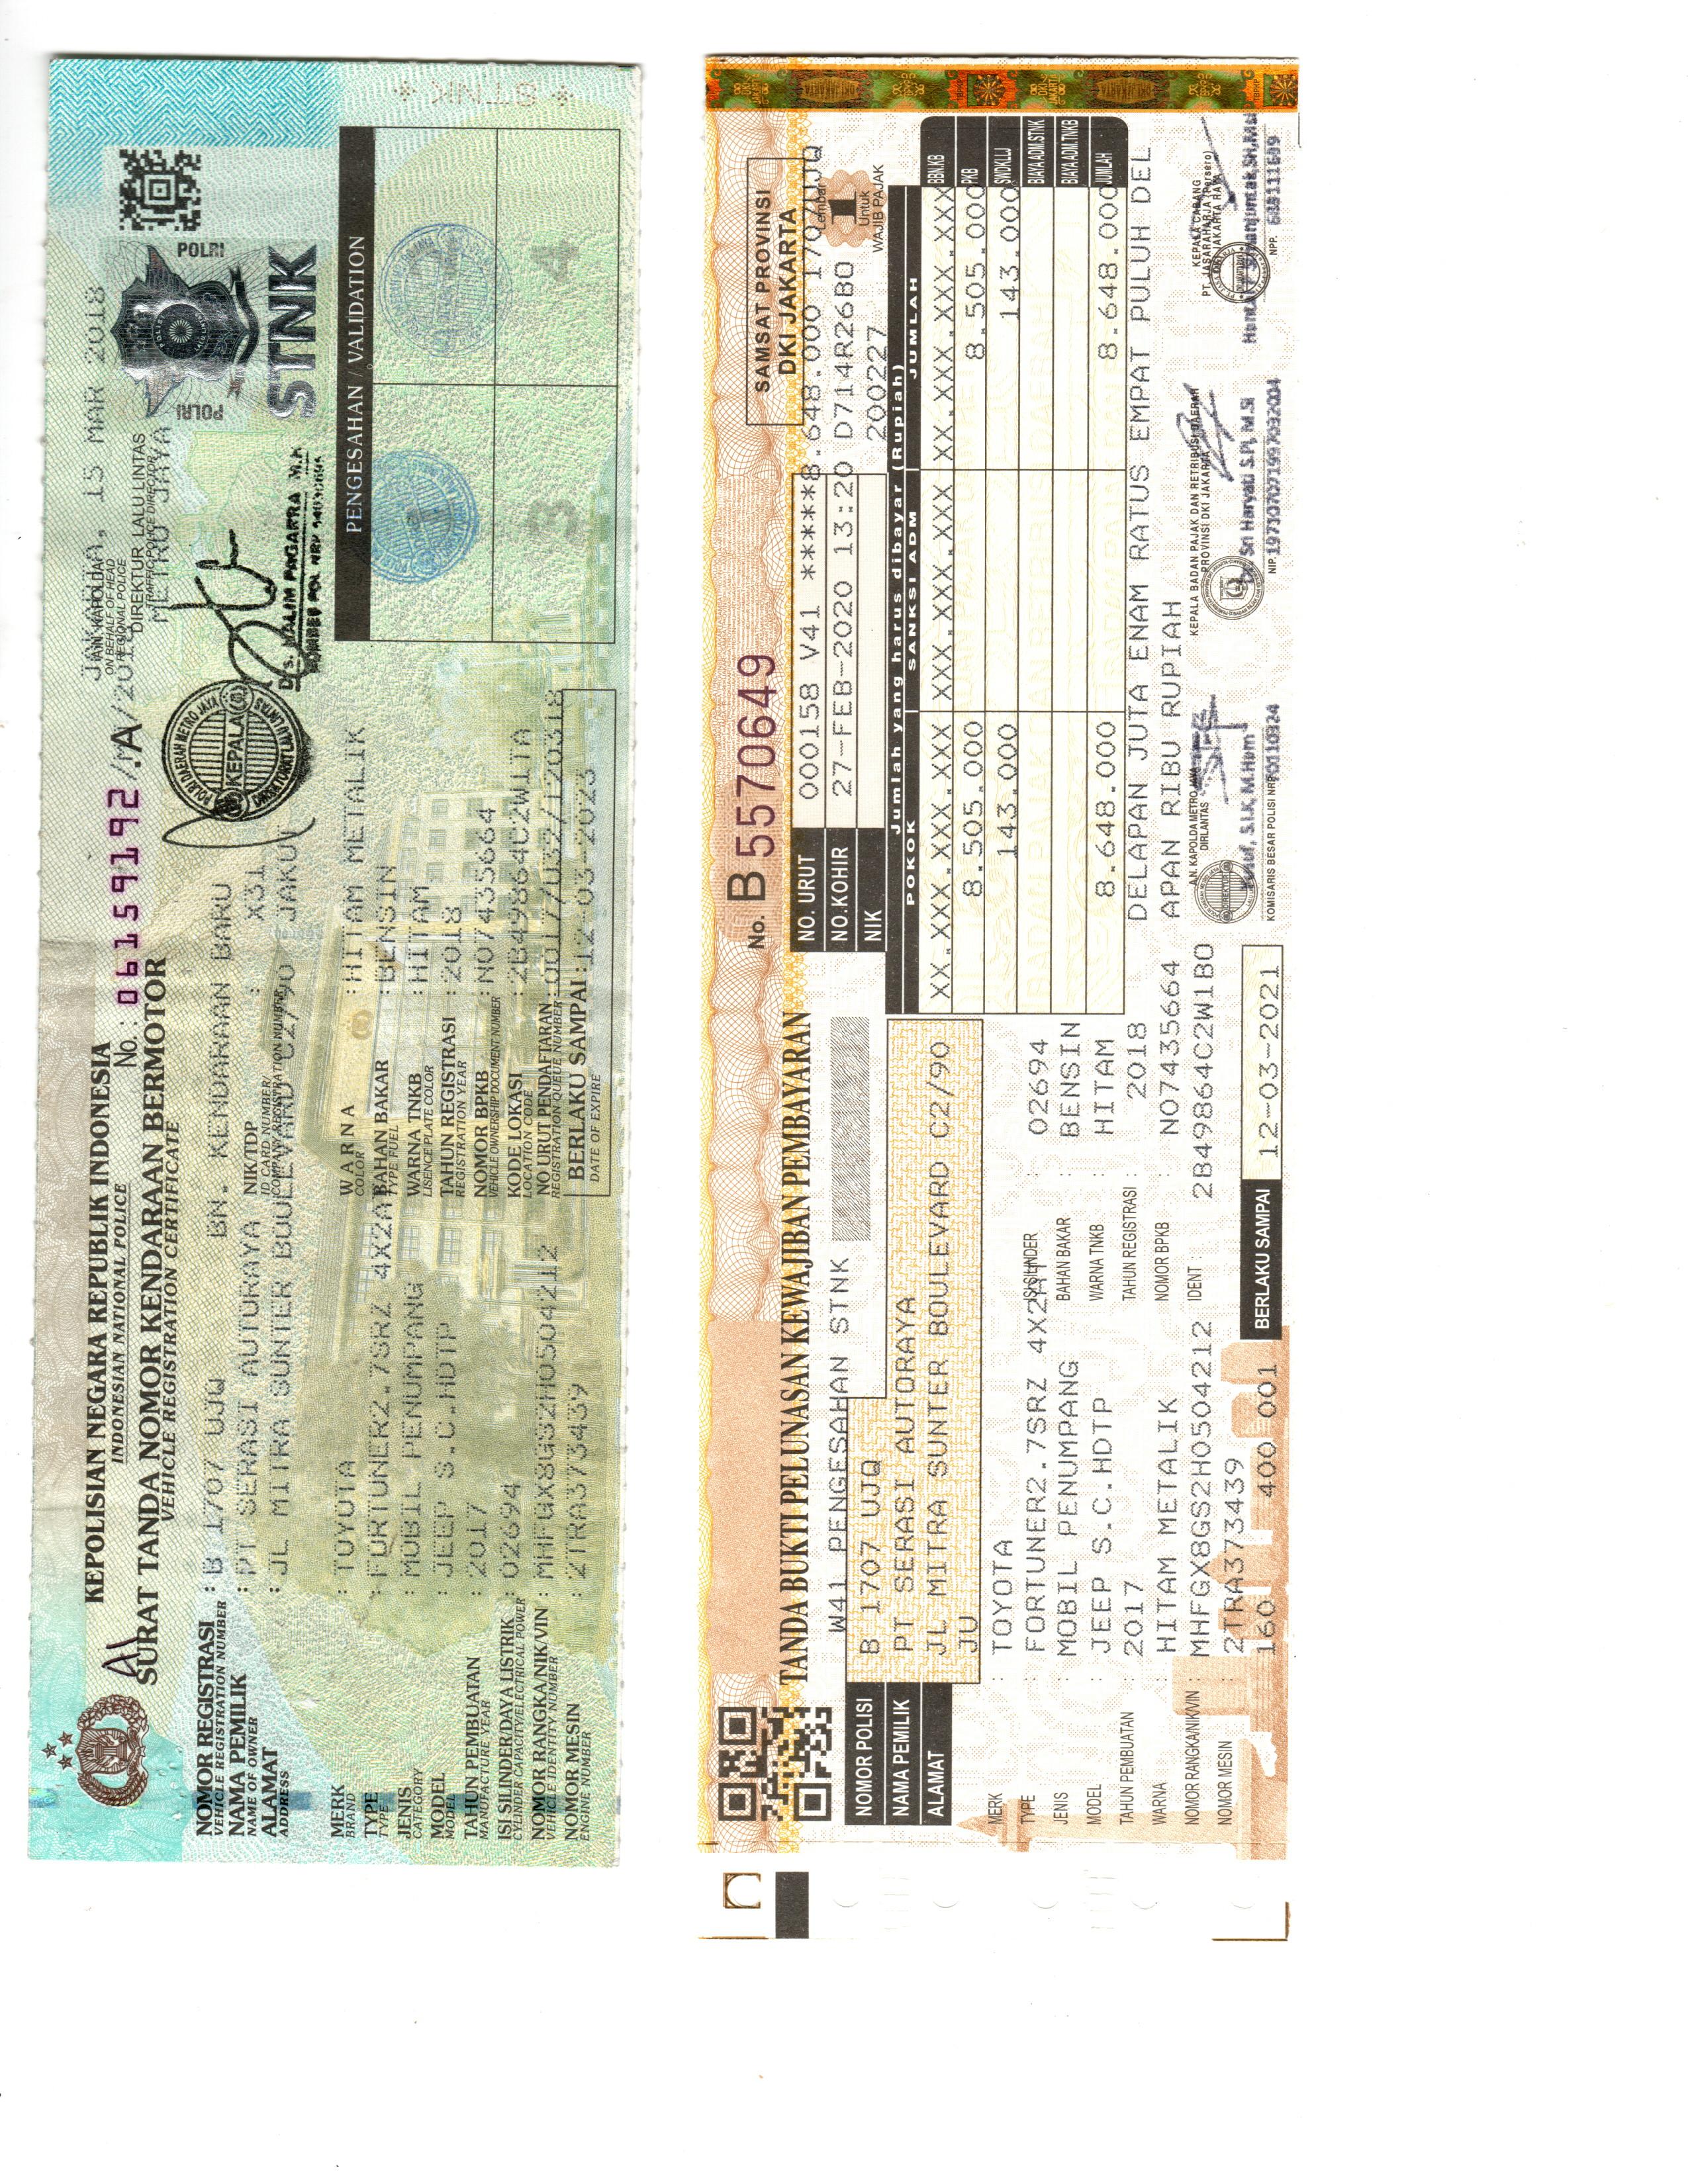 KEPOLISIAN NEGARA REPUBLIK INDONESIA
INDONESIAN NATIONAL POLICE
No. : 06159192 /MJ/2018 .A
SURAT TANDA NOMOR KENDARAAN BERMOTOR
VEHICLE REGISTRATION CERTIFICATE
JAKARTA, 15 MAR 2018
A.N. KAPOLDA
ON BEHALF OF HEAD
REGIONAL POLICE
DIREKTUR LALU LINTAS
TRAFFIC POLICE DIRECTOR
METRO JAYA
POLRI
POLISI
LALU LINTAS
POLRI
STNK
POLRI DAERAH METRO JAYA
KEPALA
DIREKTORAT LALU LINTAS
Drs. HALIM PAGARRA M.H
KOMBES POL NRP
NOMOR REGISTRASI : B 1707 UJQ BN. KENDARAAN BARU
VEHICLE REGISTRATION NUMBER
NAMA PEMILIK : PT SERASI AUTORAYA NIK/TDP : X31
NAME OF OWNER ID CARD NUMBER/
COMPANY REGISTRATION NUMBER
ALAMAT : JL MITRA SUNTER BOULEVARD C2/90 JAKUT
ADDRESS
MERK : TOYOTA
BRAND
TYPE : FORTUNER2.7SRZ 4X2AT
TYPE
JENIS : MOBIL PENUMPANG
CATEGORY
MODEL : JEEP S.C.HDTP
MODEL
TAHUN PEMBUATAN : 2017
MANUFACTURE YEAR
ISI SILINDER/DAYA LISTRIK : 02694
CYLINDER CAPACITY/ELECTRICAL POWER
NOMOR RANGKA/NIK/VIN : MHFGX8GS2H0504212
VEHICLE IDENTITY NUMBER
NOMOR MESIN : 2TRA373439
ENGINE NUMBER
WARNA : HITAM METALIK
COLOR
BAHAN BAKAR : BENSIN
TYPE FUEL
WARNA TNKB : HITAM
LISENCE PLATE COLOR
TAHUN REGISTRASI : 2018
REGISTRATION YEAR
NOMOR BPKB : N07435664
VEHICLE OWNERSHIP DOCUMENT NUMBER
KODE LOKASI : 2B49864C2W1TA
LOCATION CODE
NO URUT PENDAFTARAN : 0017/032/120318
REGISTRATION QUEUE NUMBER
BERLAKU SAMPAI : 12-03-2023
DATE OF EXPIRE
PENGESAHAN / VALIDATION
1
3
4
* STNK *
TANDA BUKTI PELUNASAN KEWAJIBAN PEMBAYARAN
No. B 5570649
SAMSAT PROVINSI
DKI JAKARTA
W41 PENGESAHAN STNK
NO. URUT 000158 V41 *****8.648.000 1707UJQ
NO.KOHIR 27-FEB-2020 13:20 D714R26B0
NIK 200227
Lembar
1
Untuk
WAJIB PAJAK
NOMOR POLISI B 1707 UJQ
NAMA PEMILIK PT SERASI AUTORAYA
ALAMAT JL MITRA SUNTER BOULEVARD C2/90
JU
Jumlah yang harus dibayar (Rupiah)
POKOK SANKSI ADM JUMLAH
XX.XXX.XXX.XXX XXX.XXX.XXX XX.XXX.XXX.XXX BBN.KB
8.505.000 8.505.000 PKB
143.000 143.000 SWDKLLJ
BIAYA ADM.STNK
BIAYA ADM.TNKB
8.648.000 8.648.000 JUMLAH
DELAPAN JUTA ENAM RATUS EMPAT PULUH DEL
APAN RIBU RUPIAH
MERK : TOYOTA
TYPE : FORTUNER2.7SRZ 4X2AT ISI SILINDER : 02694
JENIS : MOBIL PENUMPANG BAHAN BAKAR : BENSIN
MODEL : JEEP S.C.HDTP WARNA TNKB : HITAM
TAHUN PEMBUATAN : 2017 TAHUN REGISTRASI : 2018
WARNA : HITAM METALIK NOMOR BPKB : N07435664
NOMOR RANGKA/NIK/VIN : MHFGX8GS2H0504212 IDENT : 2B49864C2W1B0
NOMOR MESIN : 2TRA373439
160 400 001 BERLAKU SAMPAI 12-03-2021
A.N. KAPOLDA METRO JAYA
DIRLANTAS
DIREKTUR
Yusuf, S.I.K, M.Hum
KOMISARIS BESAR POLISI NRP. 70110324
KEPALA BADAN PAJAK DAN RETRIBUSI DAERAH
PROVINSI DKI JAKARTA
Dr. Sri Haryati S.Pi, M.Si
NIP. 197307071997032004
KEPALA CABANG
PT. JASARAHARJA (Persero)
DKI JAKARTA RAYA
Simanjuntak,SH,Msi
NPP.